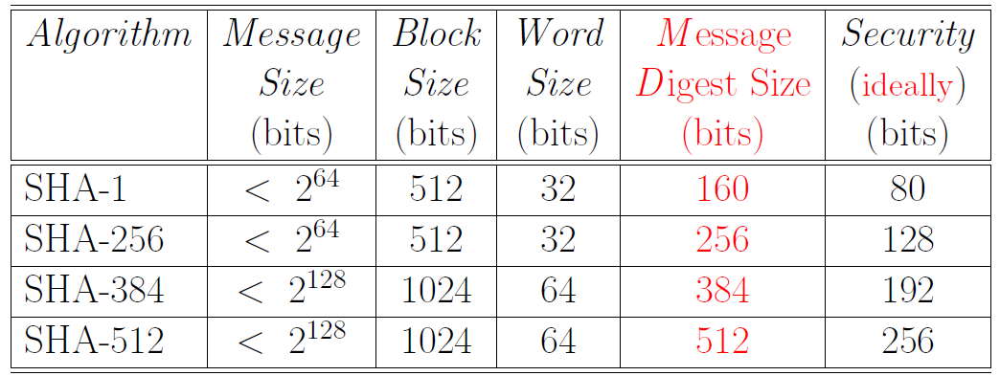 Algorithm Message Block Word Message Security
Size Size Size Digest Size (ideally)
(bits) (bits) (bits) (bits) (bits)
SHA-1 < 2^64 512 32 160 80
SHA-256 < 2^64 512 32 256 128
SHA-384 < 2^128 1024 64 384 192
SHA-512 < 2^128 1024 64 512 256